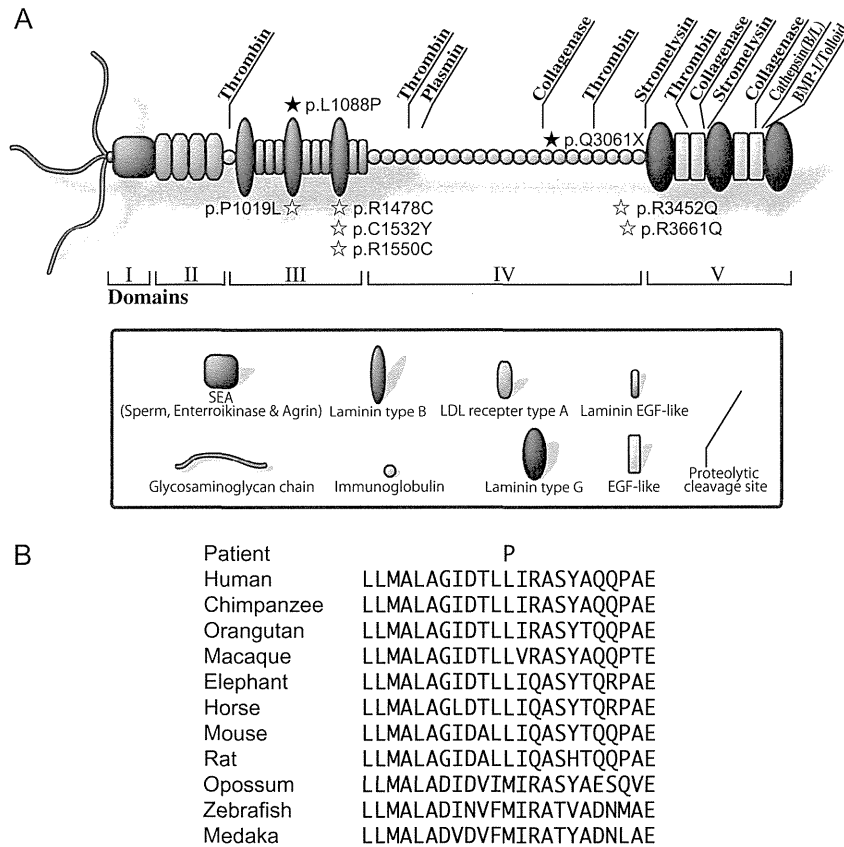 A
Thrombin
Thrombin
Plasmin
Collagenase
Thrombin
Stromelysin
Thrombin
Collagenase
Stromelysin
Collagenase
Cathepsin(B/L)
BMP-1/Tolloid
★ p.L1088P
★ p.Q3061X
p.P1019L ☆
☆ p.R1478C
☆ p.C1532Y
☆ p.R1550C
☆ p.R3452Q
☆ p.R3661Q
I II III IV V
Domains
SEA
(Sperm, Enteroikinase & Agrin)
Laminin type B
LDL recepter type A
Laminin EGF-like
Glycosaminoglycan chain
Immunoglobulin
Laminin type G
EGF-like
Proteolytic
cleavage site
B
Patient P
Human LLMALAGIDTLLIRASYAQQPAE
Chimpanzee LLMALAGIDTLLIRASYAQQPAE
Orangutan LLMALAGIDTLLIRASYTQQPAE
Macaque LLMALAGIDTLLVRASYAQQPTE
Elephant LLMALAGIDTLLIQASYTQRPAE
Horse LLMALAGLDTLLIQASYTQRPAE
Mouse LLMALAGIDALLIQASYTQQPAE
Rat LLMALAGIDALLIQASHTQQPAE
Opossum LLMALADIDVIMIRASYAESQVE
Zebrafish LLMALADINVFMIRATVADNMAE
Medaka LLMALADVDVFMIRATYADNLAE